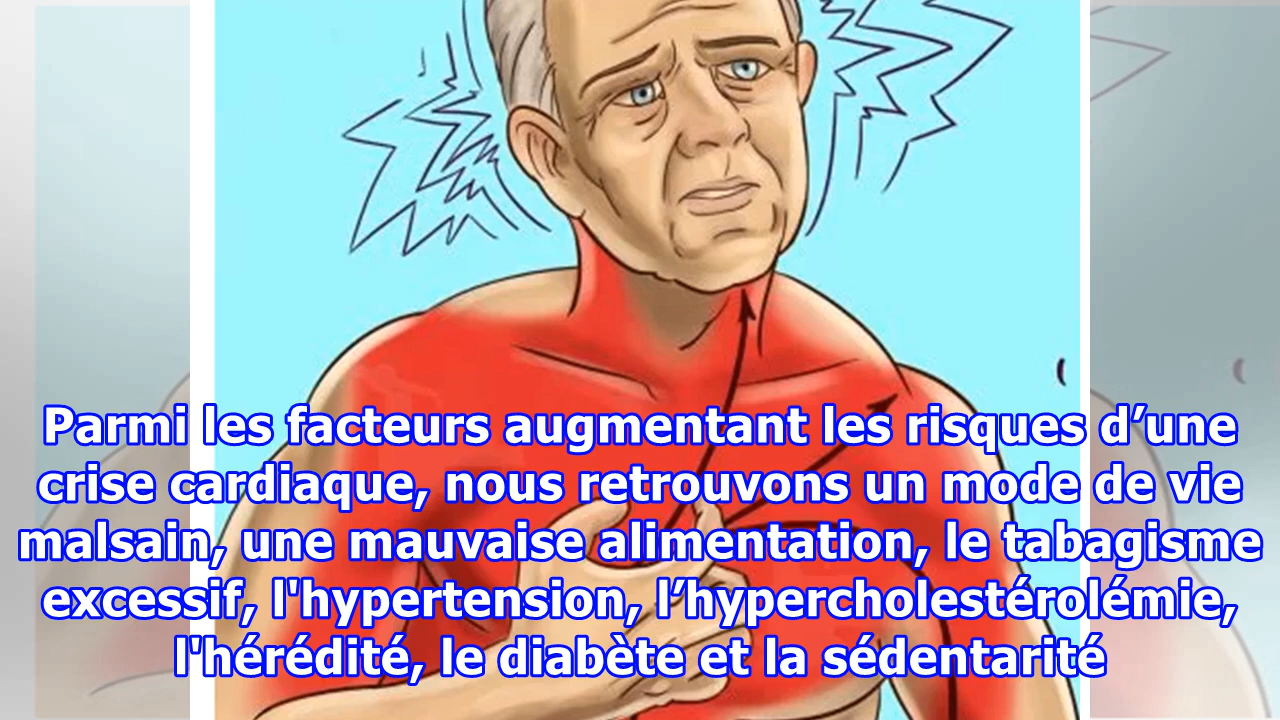 Parmi les facteurs augmentant les risques d’une
crise cardiaque, nous retrouvons un mode de vie
malsain, une mauvaise alimentation, le tabagisme
excessif, l'hypertension, l’hypercholestérolémie,
l'hérédité, le diabète et la sédentarité